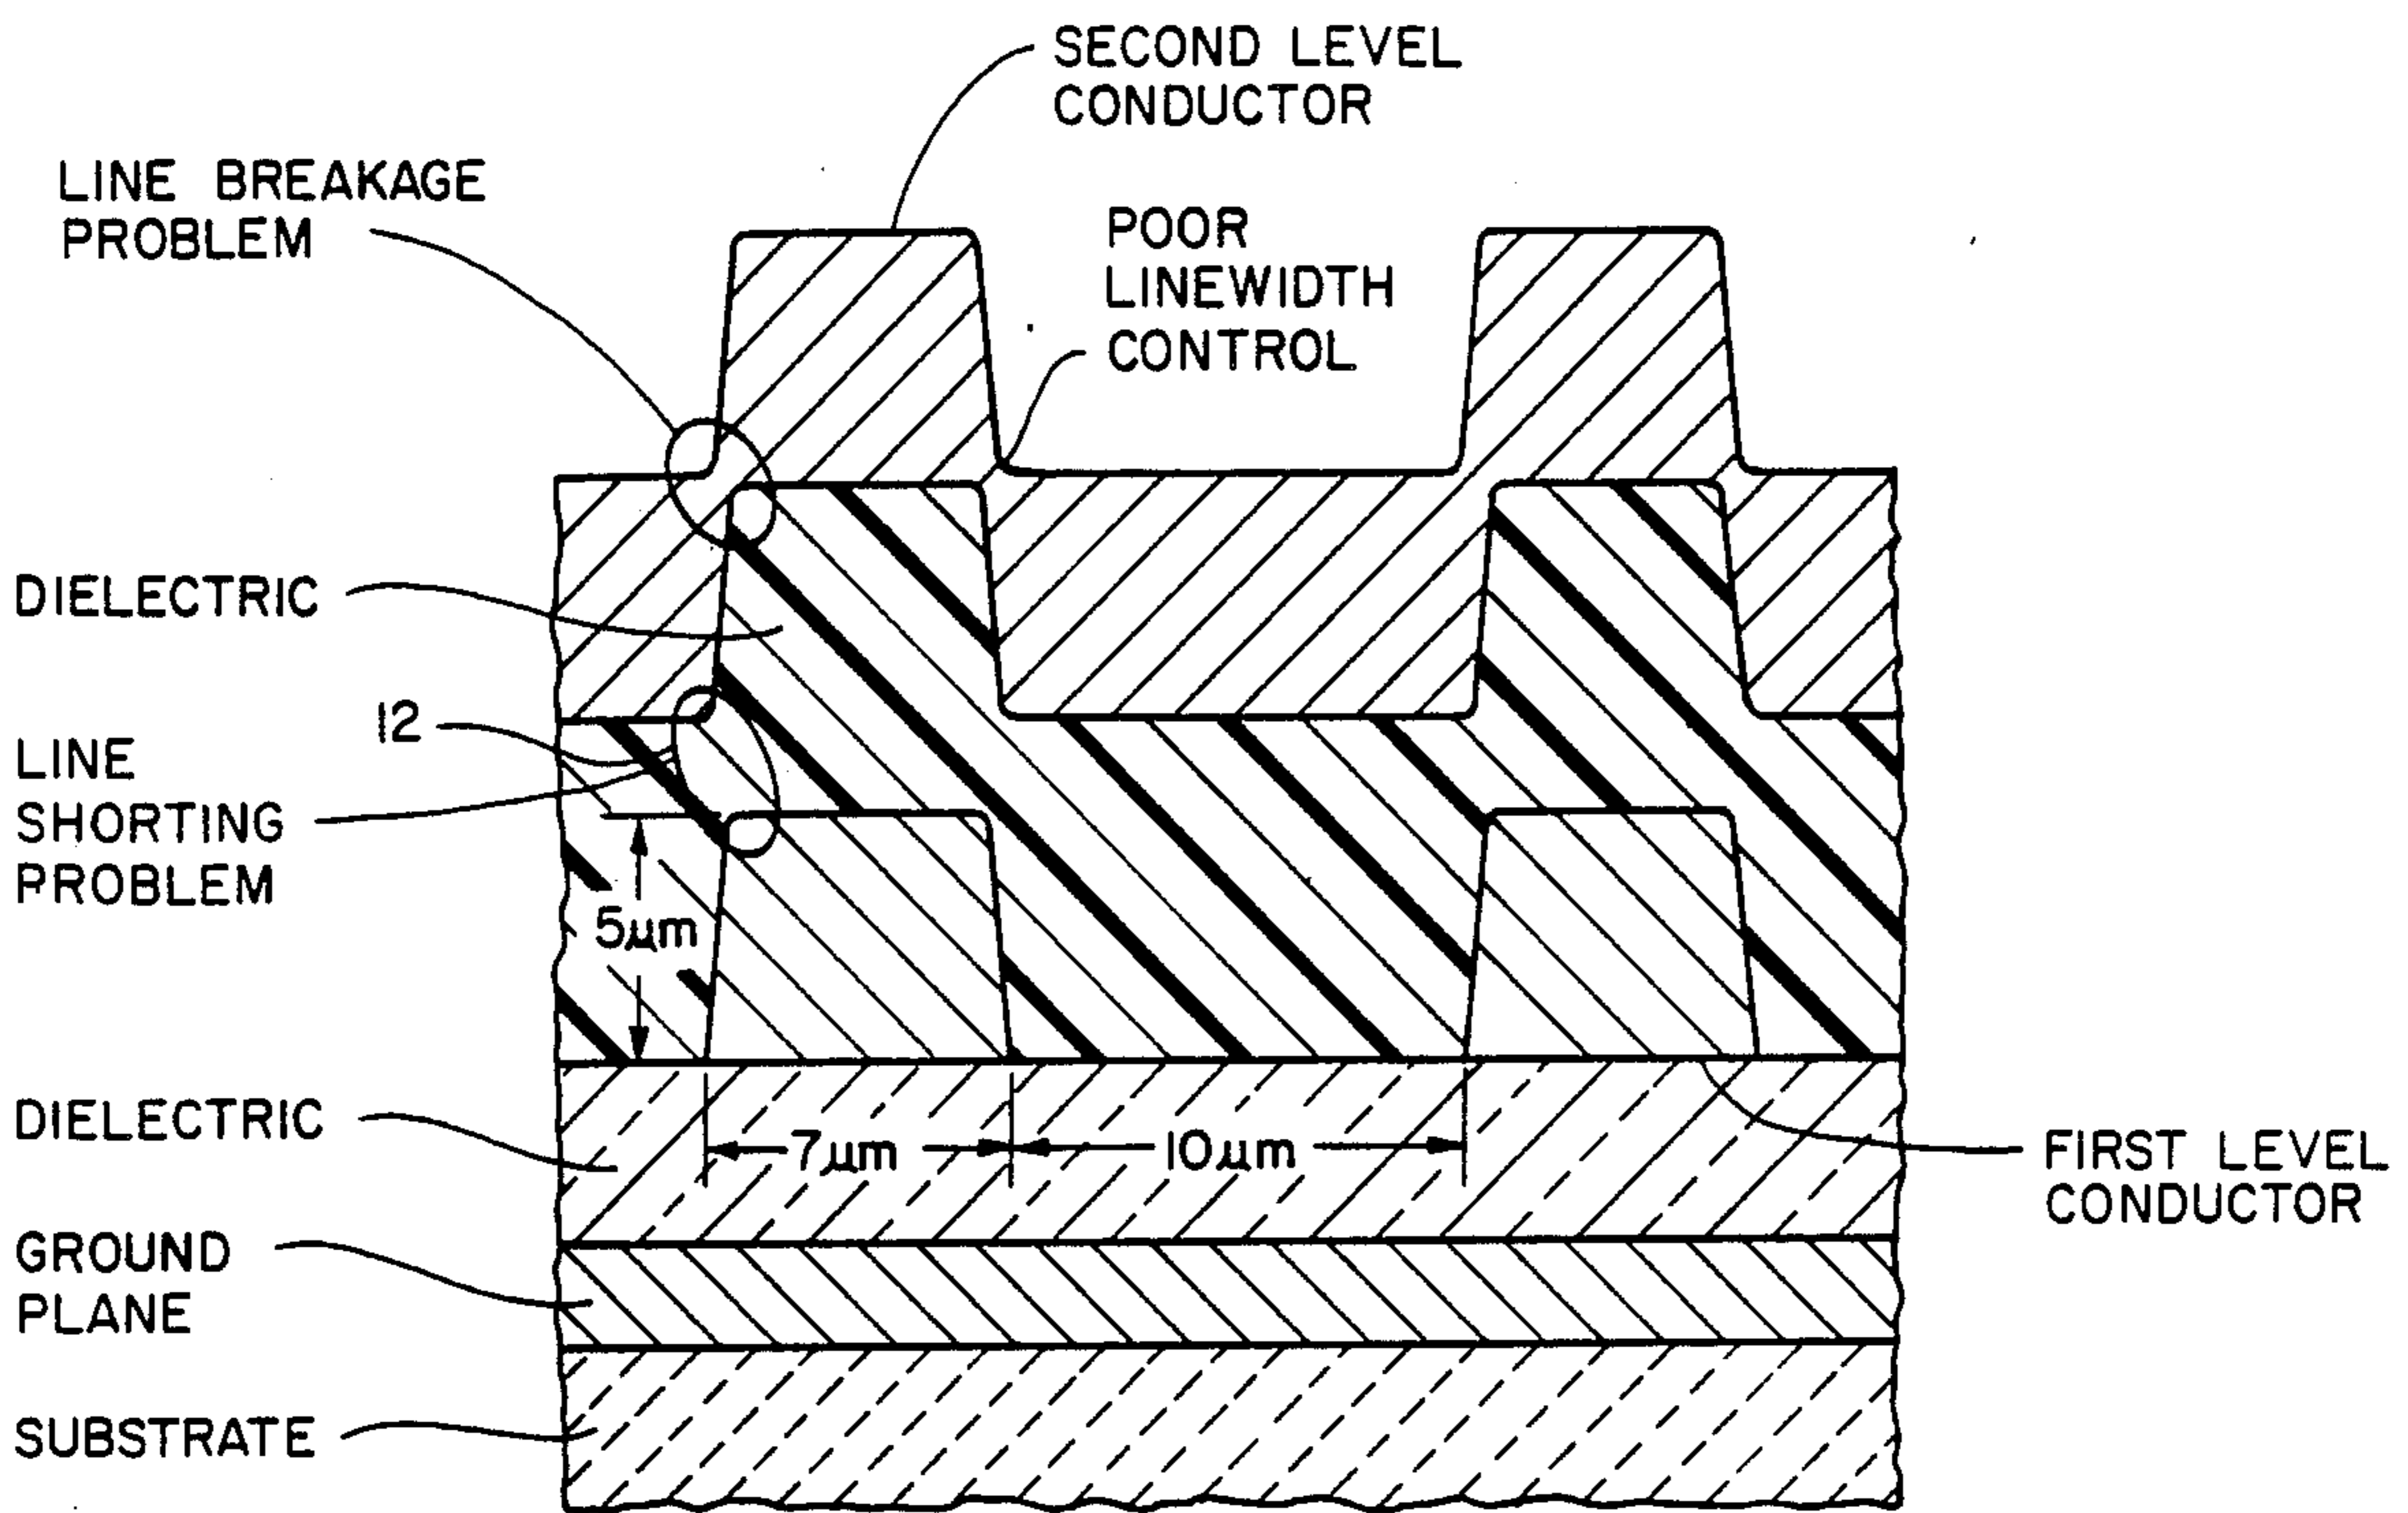 SECOND LEVEL
CONDUCTOR
LINE BREAKAGE
PROBLEM
POOR
LINEWIDTH
CONTROL
DIELECTRIC
12
LINE
SHORTING
PROBLEM
5μm
DIELECTRIC
7μm
10μm
FIRST LEVEL
CONDUCTOR
GROUND
PLANE
SUBSTRATE